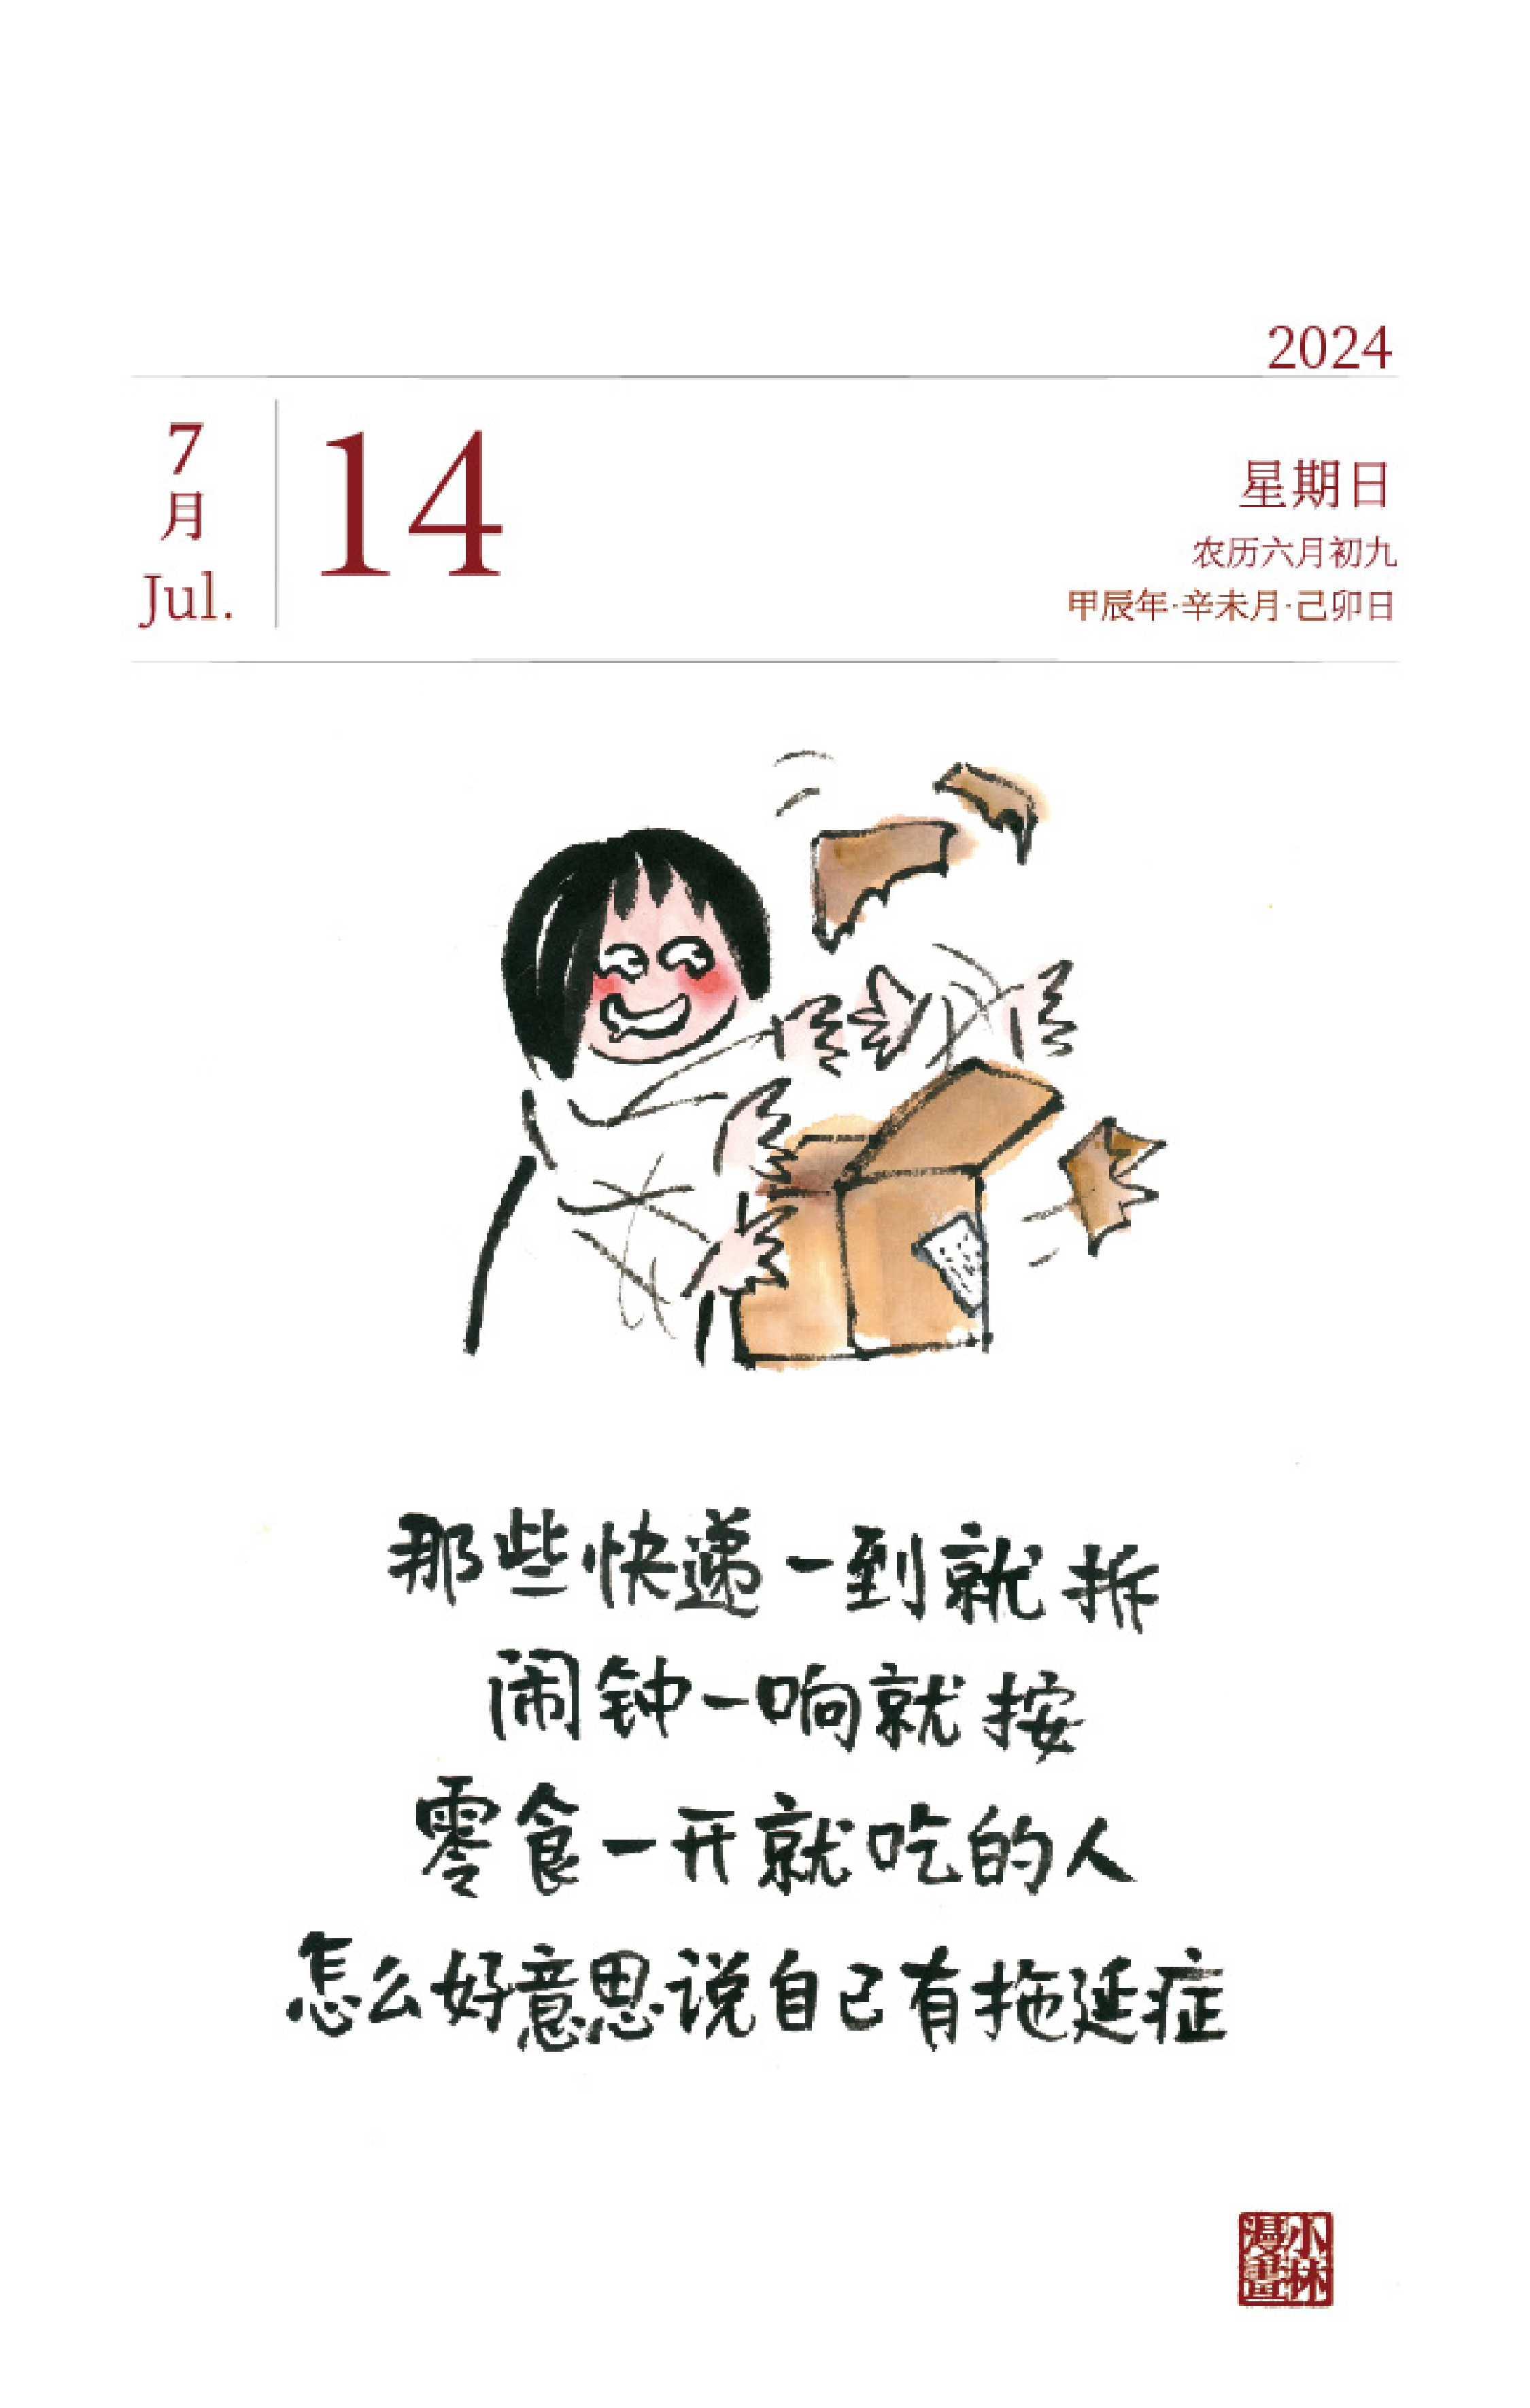 2024
7
月
Jul.
14
星期日
农历六月初九
甲辰年·辛未月·己卯日
那些快递一到就拆
闹钟一响就按
零食一开就吃的人
怎么好意思说自己有拖延症
小林
漫畫